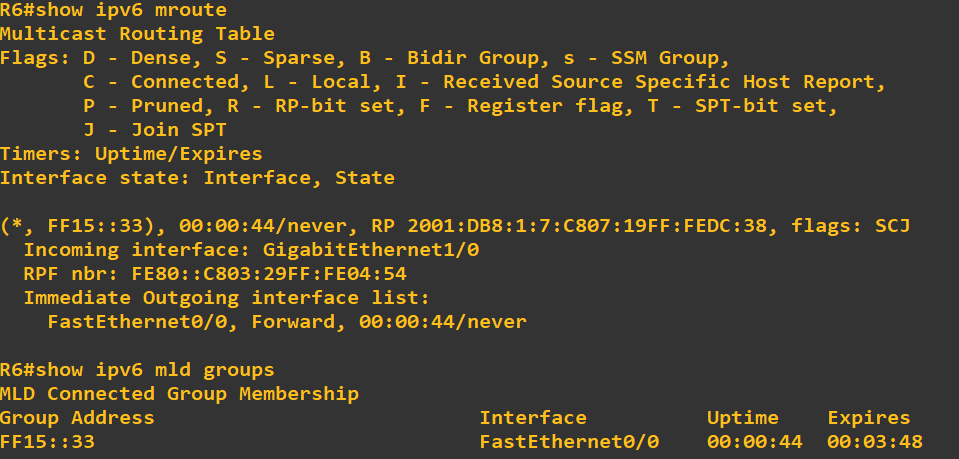 R6#show ipv6 mroute
Multicast Routing Table
Flags: D - Dense, S - Sparse, B - Bidir Group, s - SSM Group,
C - Connected, L - Local, I - Received Source Specific Host Report,
P - Pruned, R - RP-bit set, F - Register flag, T - SPT-bit set,
J - Join SPT
Timers: Uptime/Expires
Interface state: Interface, State
(*, FF15::33), 00:00:44/never, RP 2001:DB8:1:7:C807:19FF:FEDC:38, flags: SCJ
Incoming interface: GigabitEthernet1/0
RPF nbr: FE80::C803:29FF:FE04:54
Immediate Outgoing interface list:
FastEthernet0/0, Forward, 00:00:44/never
R6#show ipv6 mld groups
MLD Connected Group Membership
Group Address Interface Uptime Expires
FF15::33 FastEthernet0/0 00:00:44 00:03:48